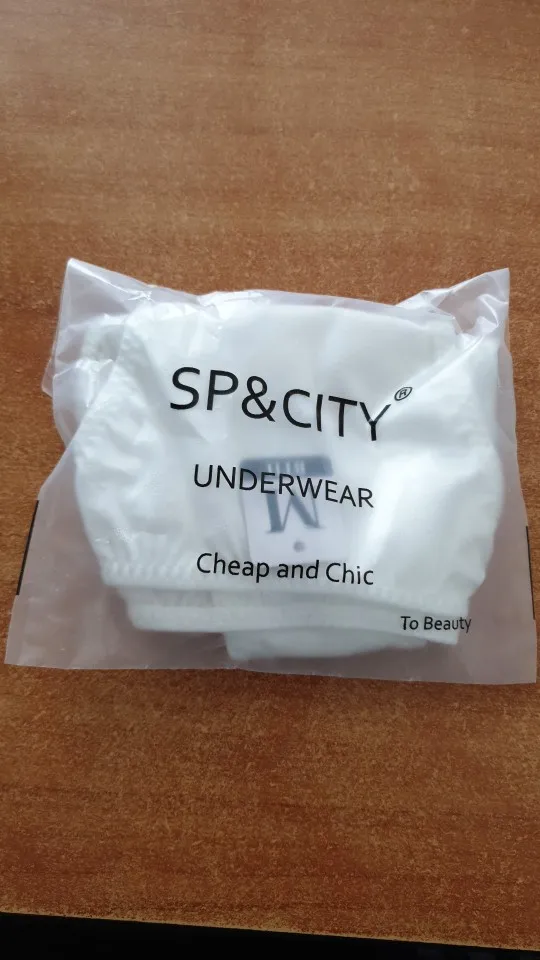 SP&CITY®
UNDERWEAR
M
Cheap and Chic
To Beauty